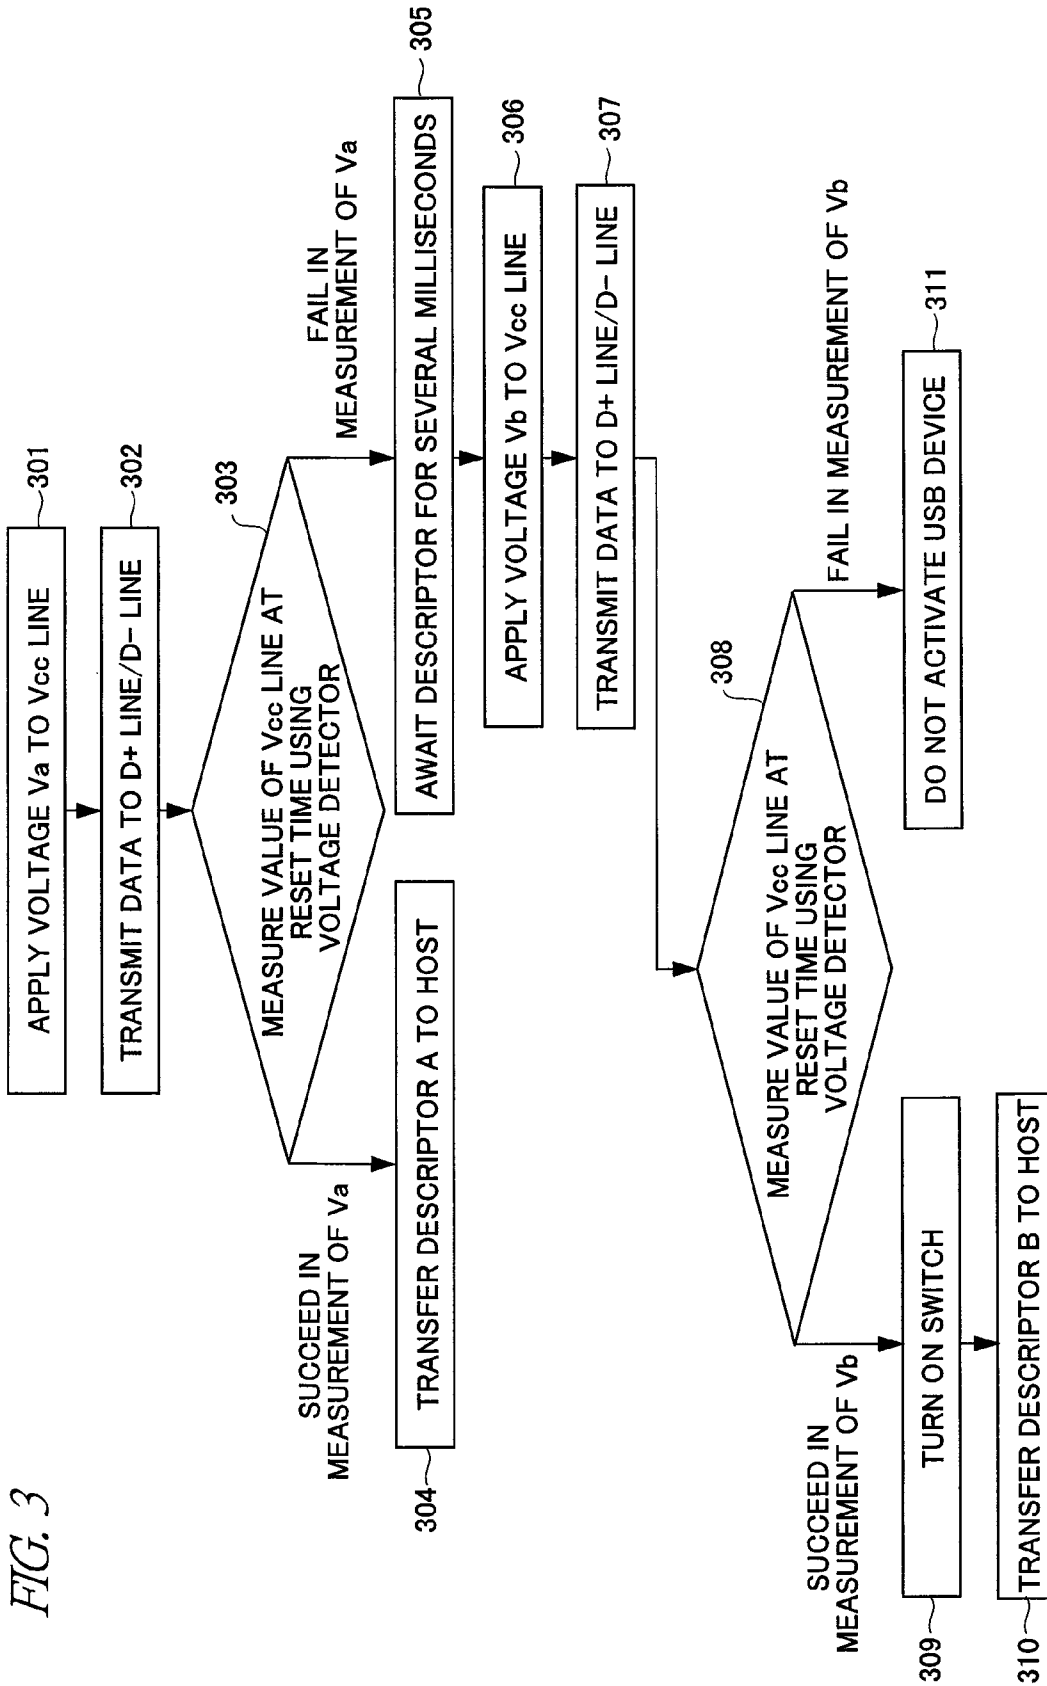 FIG. 3
APPLY VOLTAGE Va TO Vcc LINE
301
TRANSMIT DATA TO D+ LINE/D- LINE
302
303
MEASURE VALUE OF Vcc LINE AT
RESET TIME USING
VOLTAGE DETECTOR
SUCCEED IN
MEASUREMENT OF Va
FAIL IN
MEASUREMENT OF Va
304
TRANSFER DESCRIPTOR A TO HOST
AWAIT DESCRIPTOR FOR SEVERAL MILLISECONDS
305
APPLY VOLTAGE Vb TO Vcc LINE
306
TRANSMIT DATA TO D+ LINE/D- LINE
307
308
MEASURE VALUE OF Vcc LINE AT
RESET TIME USING
VOLTAGE DETECTOR
SUCCEED IN
MEASUREMENT OF Vb
FAIL IN MEASUREMENT OF Vb
309
TURN ON SWITCH
DO NOT ACTIVATE USB DEVICE
311
310
TRANSFER DESCRIPTOR B TO HOST